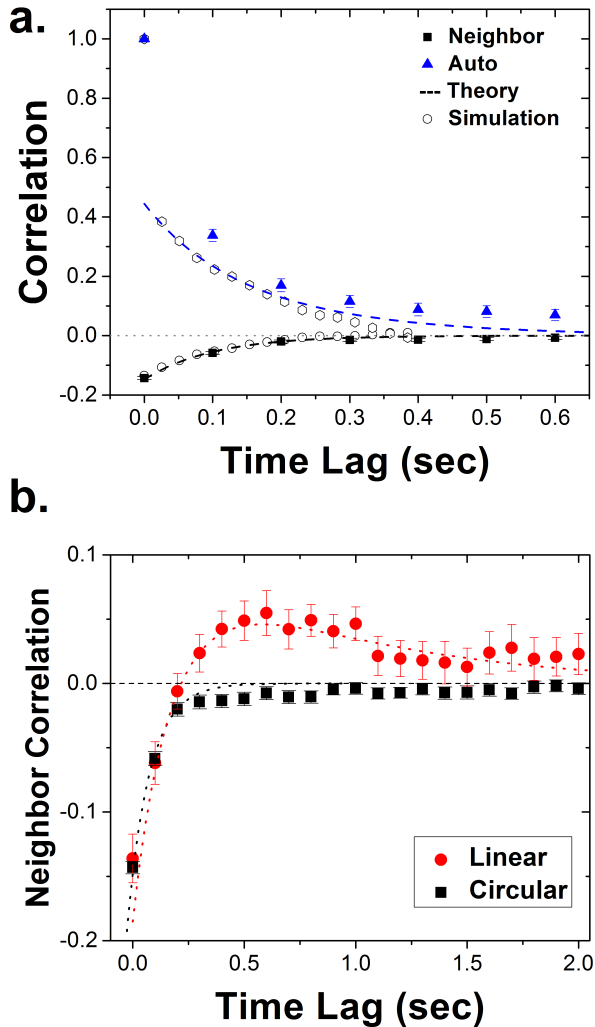 a.
Neighbor
Auto
Theory
Simulation
Correlation
1.0
0.8
0.6
0.4
0.2
0.0
-0.2
0.0 0.1 0.2 0.3 0.4 0.5 0.6
Time Lag (sec)
b.
Neighbor Correlation
0.1
0.0
-0.1
-0.2
Linear
Circular
0.0 0.5 1.0 1.5 2.0
Time Lag (sec)